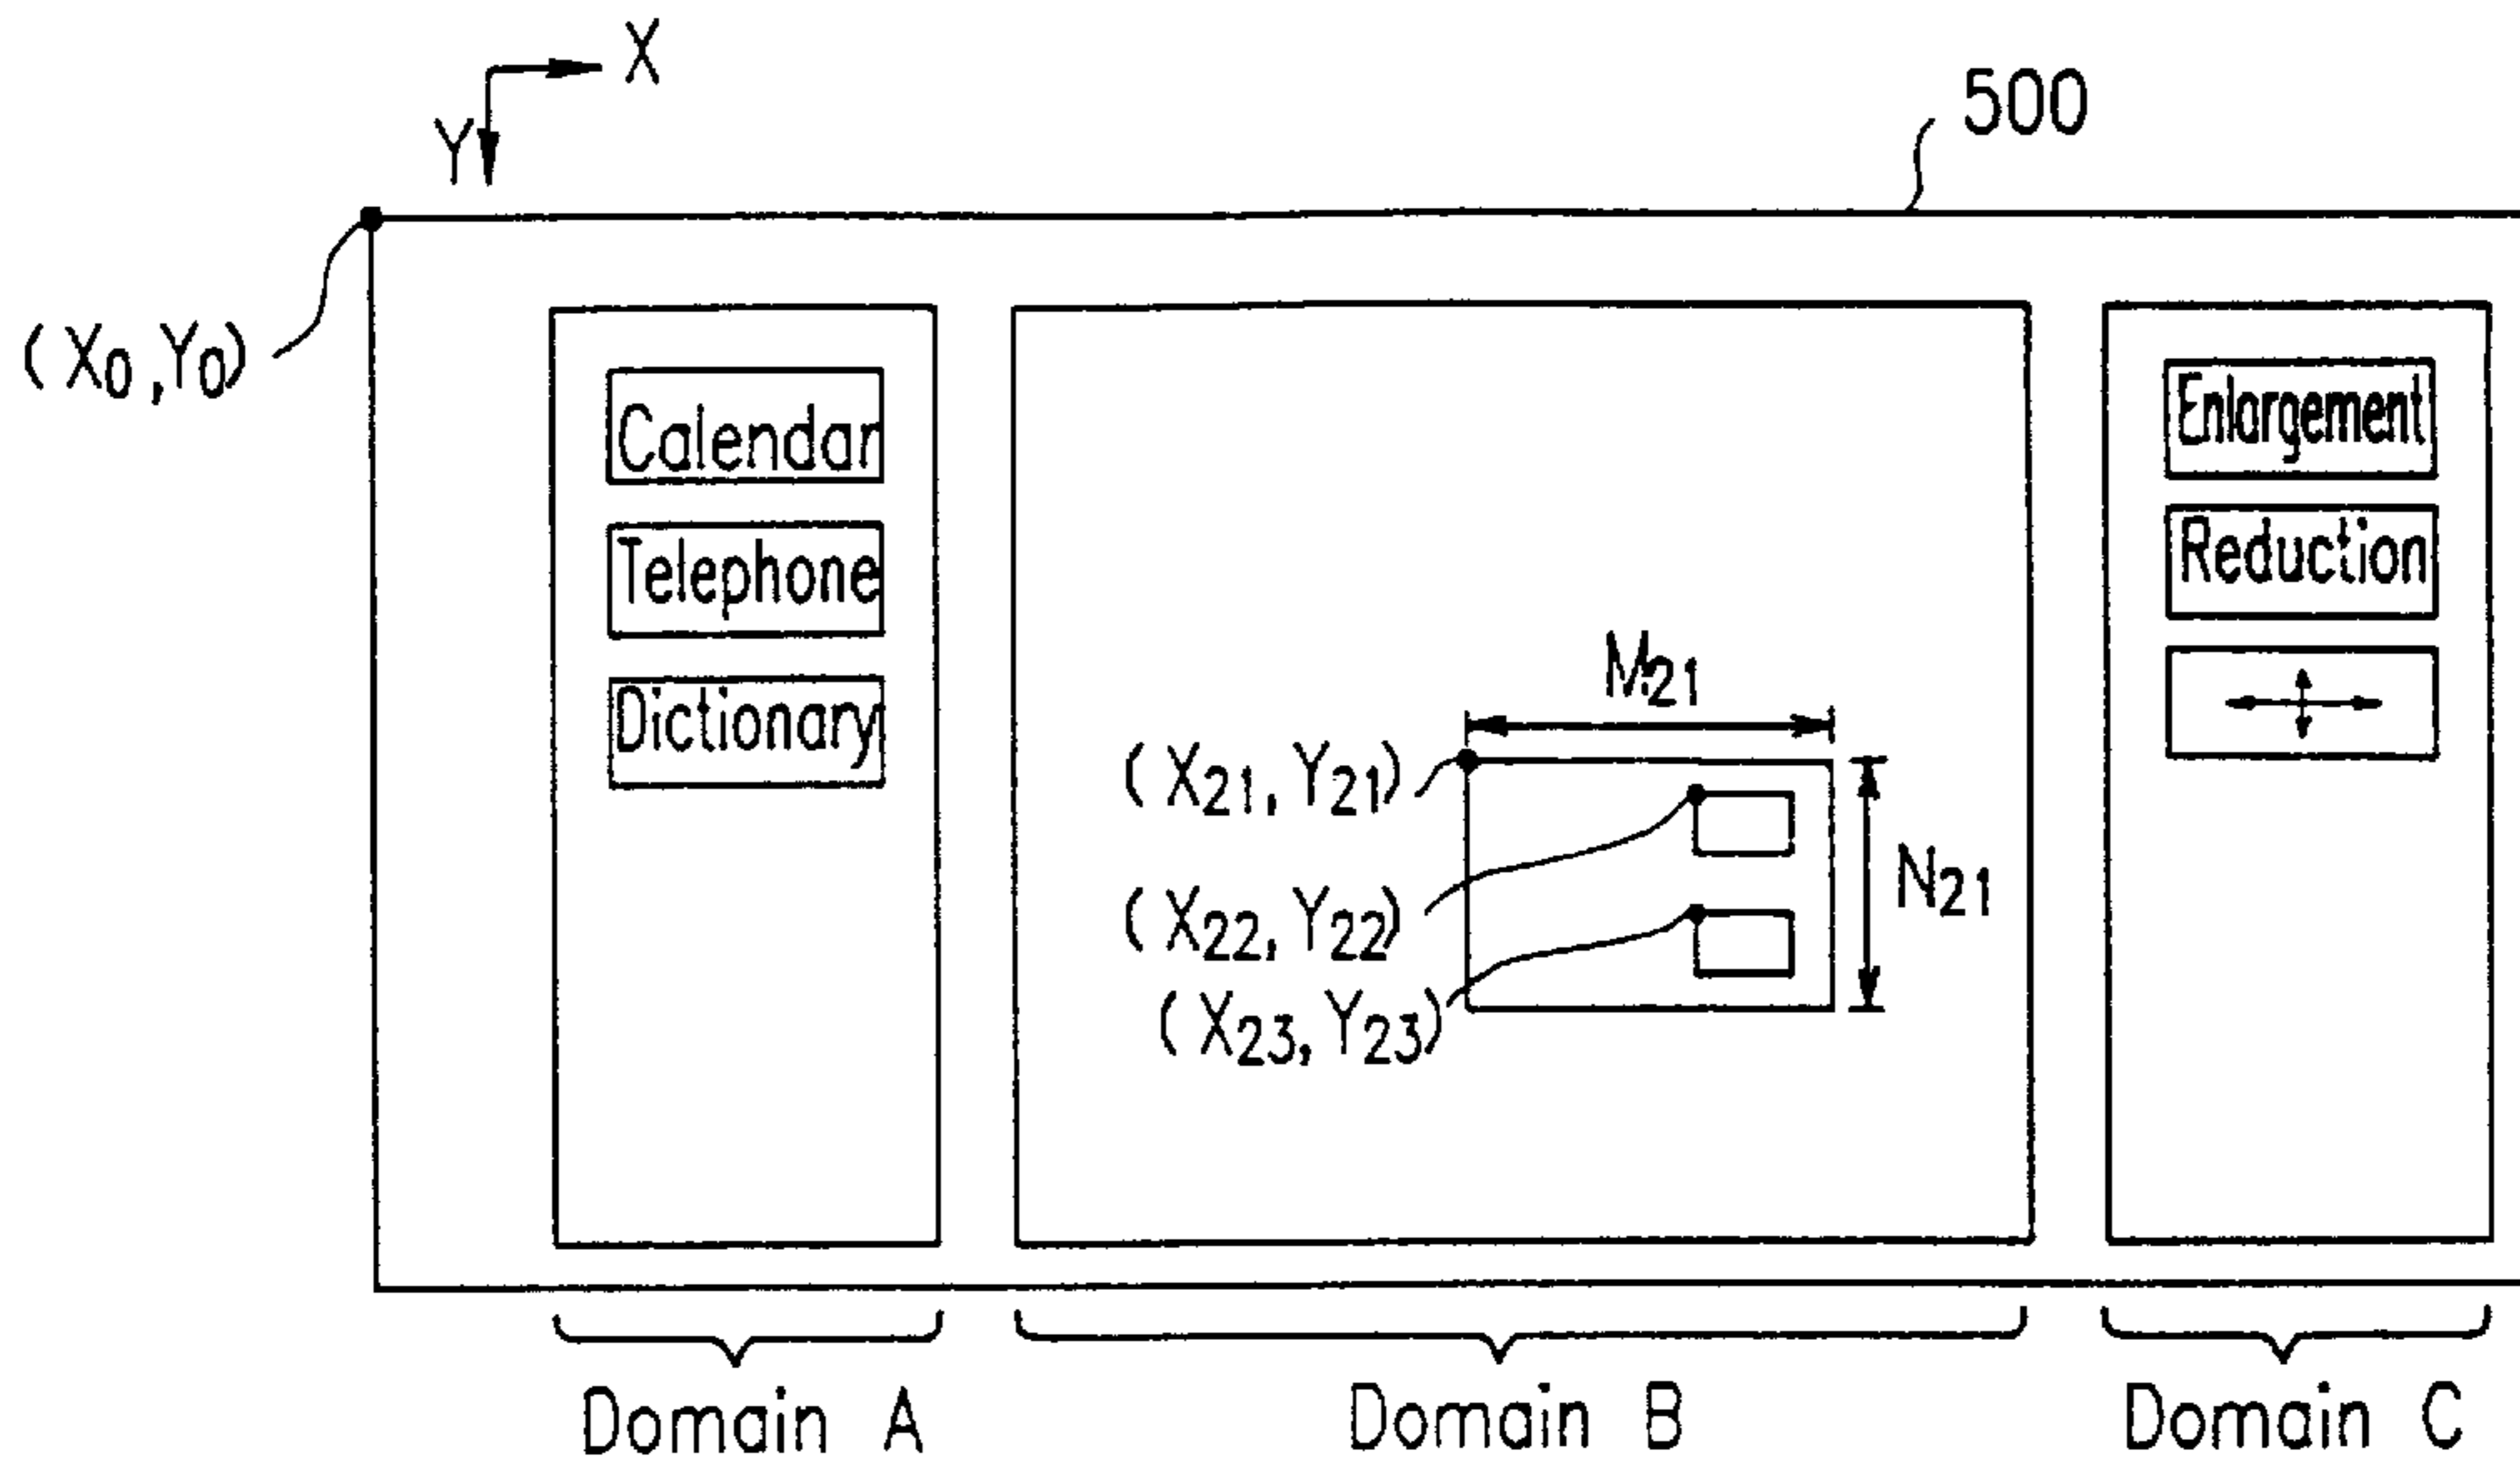 X
Y
500
(X0,Y0)
Calendar
Telephone
Dictionary
Enlargement
Reduction
M21
(X21,Y21)
(X22,Y22)
N21
(X23,Y23)
Domain A
Domain B
Domain C